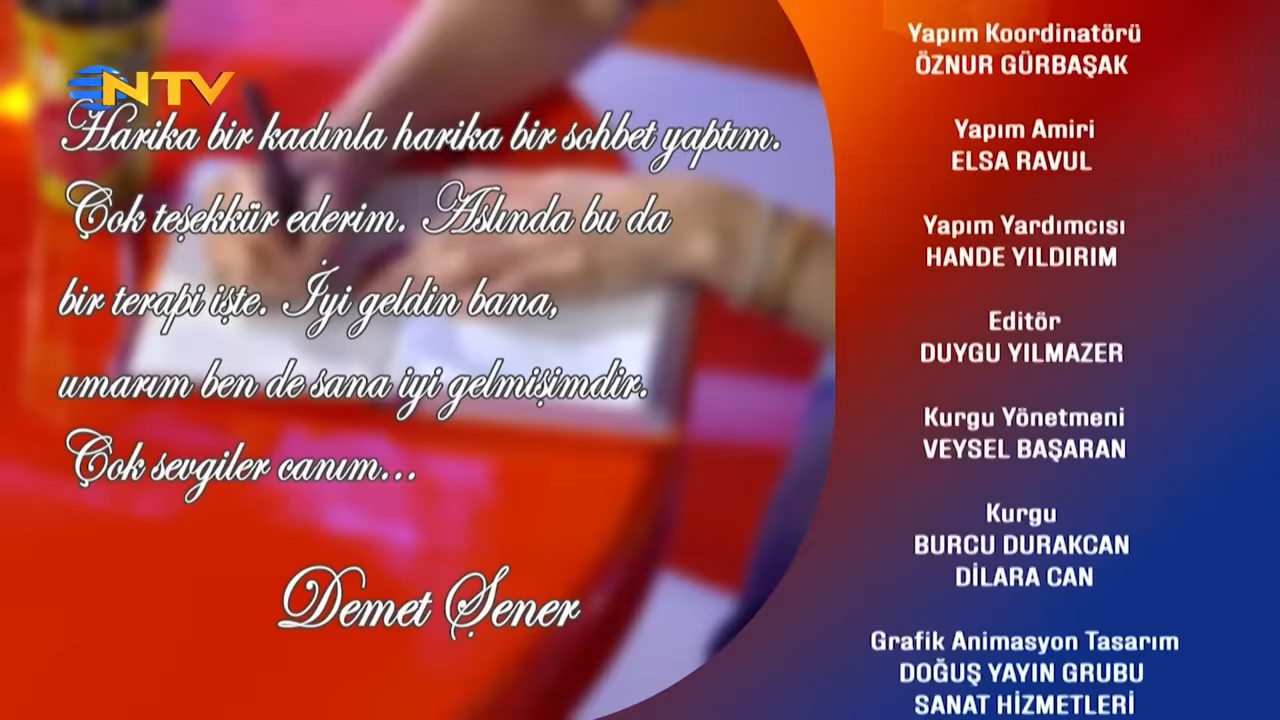 NTV
Harika bir kadınla harika bir sohbet yaptım.
Çok teşekkür ederim. Aslında bu da
bir terapi işte. İyi geldin bana,
umarım ben de sana iyi gelmişimdir.
Çok sevgiler canım...
Demet Şener
Yapım Koordinatörü
ÖZNUR GÜRBAŞAK
Yapım Amiri
ELSA RAVUL
Yapım Yardımcısı
HANDE YILDIRIM
Editör
DUYGU YILMAZER
Kurgu Yönetmeni
VEYSEL BAŞARAN
Kurgu
BURCU DURAKCAN
DİLARA CAN
Grafik Animasyon Tasarım
DOĞUŞ YAYIN GRUBU
SANAT HİZMETLERİ